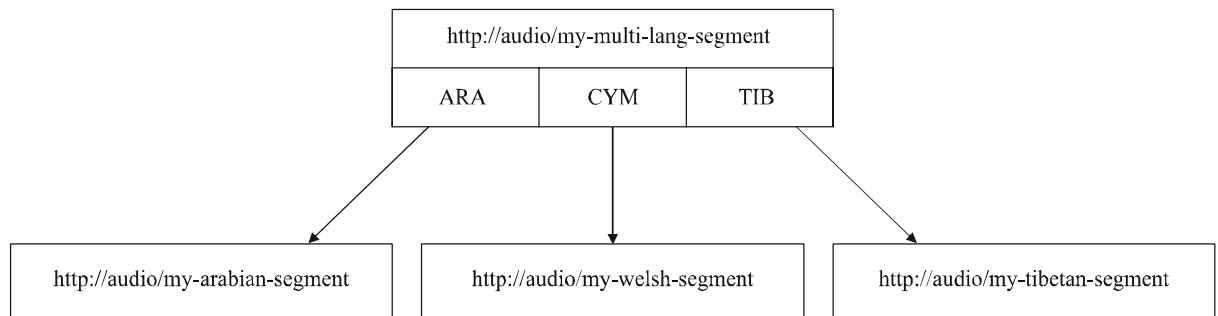 http://audio/my-multi-lang-segment
ARA CYM TIB
http://audio/my-arabian-segment http://audio/my-welsh-segment http://audio/my-tibetan-segment